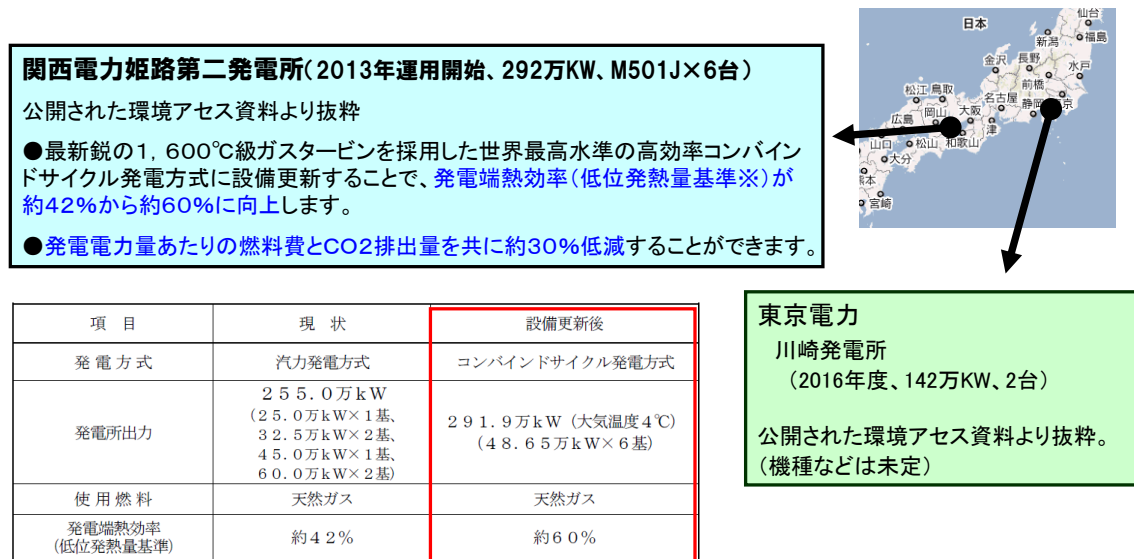 関西電力姫路第二発電所(2013年運用開始、292万KW、M501J×6台)
公開された環境アセス資料より抜粋
●最新鋭の1,600℃級ガスタービンを採用した世界最高水準の高効率コンバイン
ドサイクル発電方式に設備更新することで、発電端熱効率(低位発熱量基準※)が
約42%から約60%に向上します。
●発電電力量あたりの燃料費とCO2排出量を共に約30%低減することができます。
日本
仙台
新潟
福島
金沢
長野
水戸
前橋
松江
鳥取
名古屋
静岡
京
岡山
大阪
広島
津
山口
松山
和歌山
大分
本
宮崎
項 目 現 状 設備更新後
発電方式 汽力発電方式 コンバインドサイクル発電方式
発電所出力
255.0万kW
(25.0万kW×1基、
32.5万kW×2基、
45.0万kW×1基、
60.0万kW×2基)
291.9万kW(大気温度4℃)
(48.65万kW×6基)
使用燃料 天然ガス 天然ガス
発電端熱効率
(低位発熱量基準)
約42% 約60%
東京電力
川崎発電所
(2016年度、142万KW、2台)
公開された環境アセス資料より抜粋。
(機種などは未定)